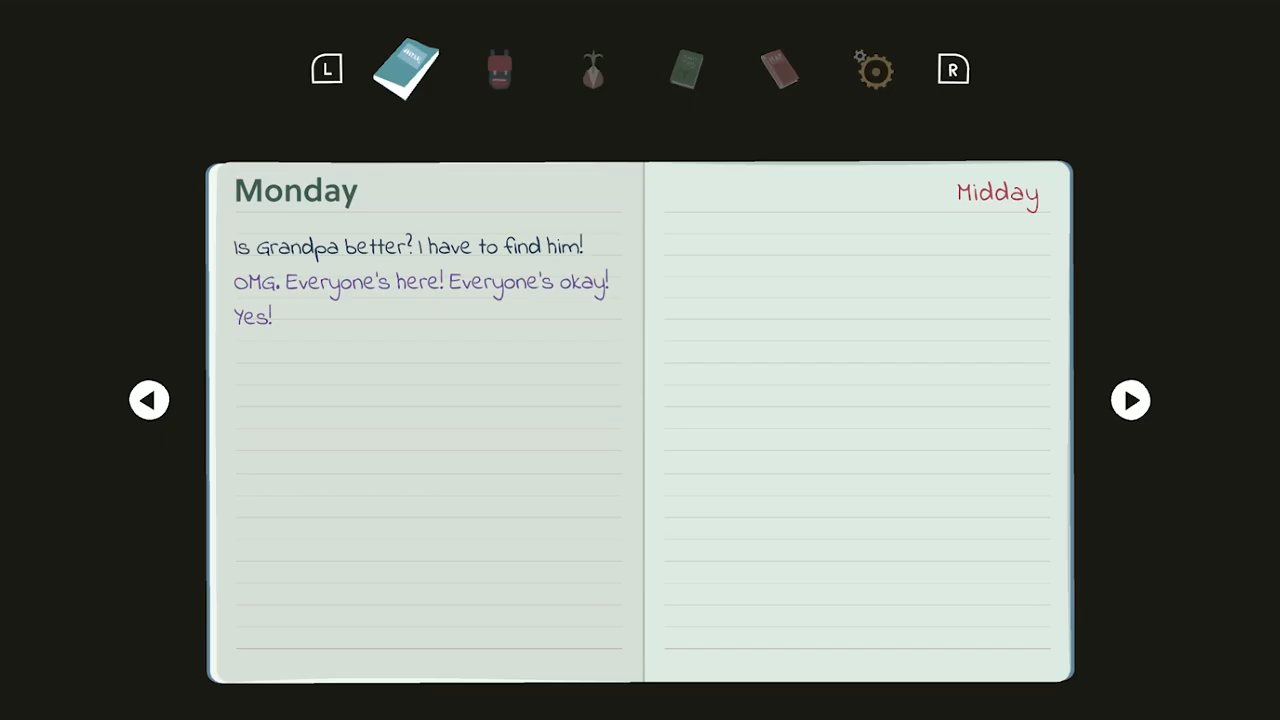 L
R
Monday
Midday
Is Grandpa better? I have to find him!
OMG. Everyone's here! Everyone's okay!
Yes!